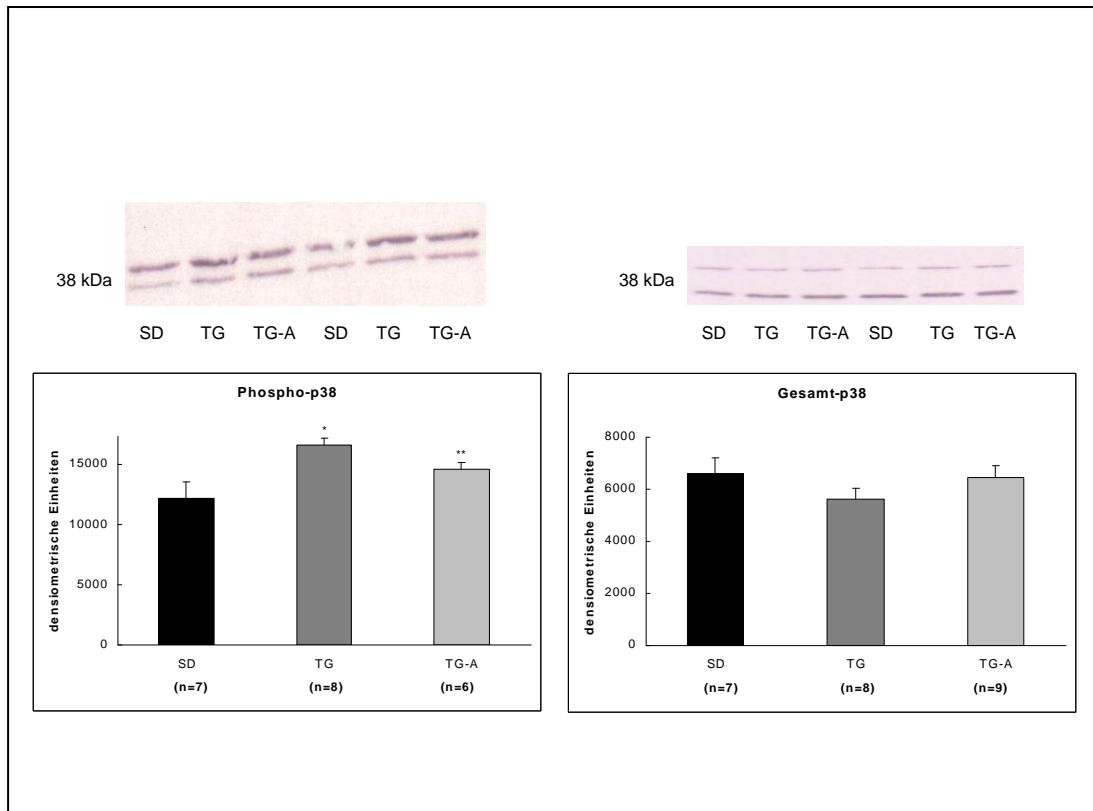 38 kDa
SD TG TG-A SD TG TG-A
Phospho-p38
densiometrische Einheiten
15000
10000
5000
0
*
**
SD TG TG-A
(n=7) (n=8) (n=6)
38 kDa
SD TG TG-A SD TG TG-A
Gesamt-p38
densiometrische Einheiten
8000
6000
4000
2000
0
SD TG TG-A
(n=7) (n=8) (n=9)